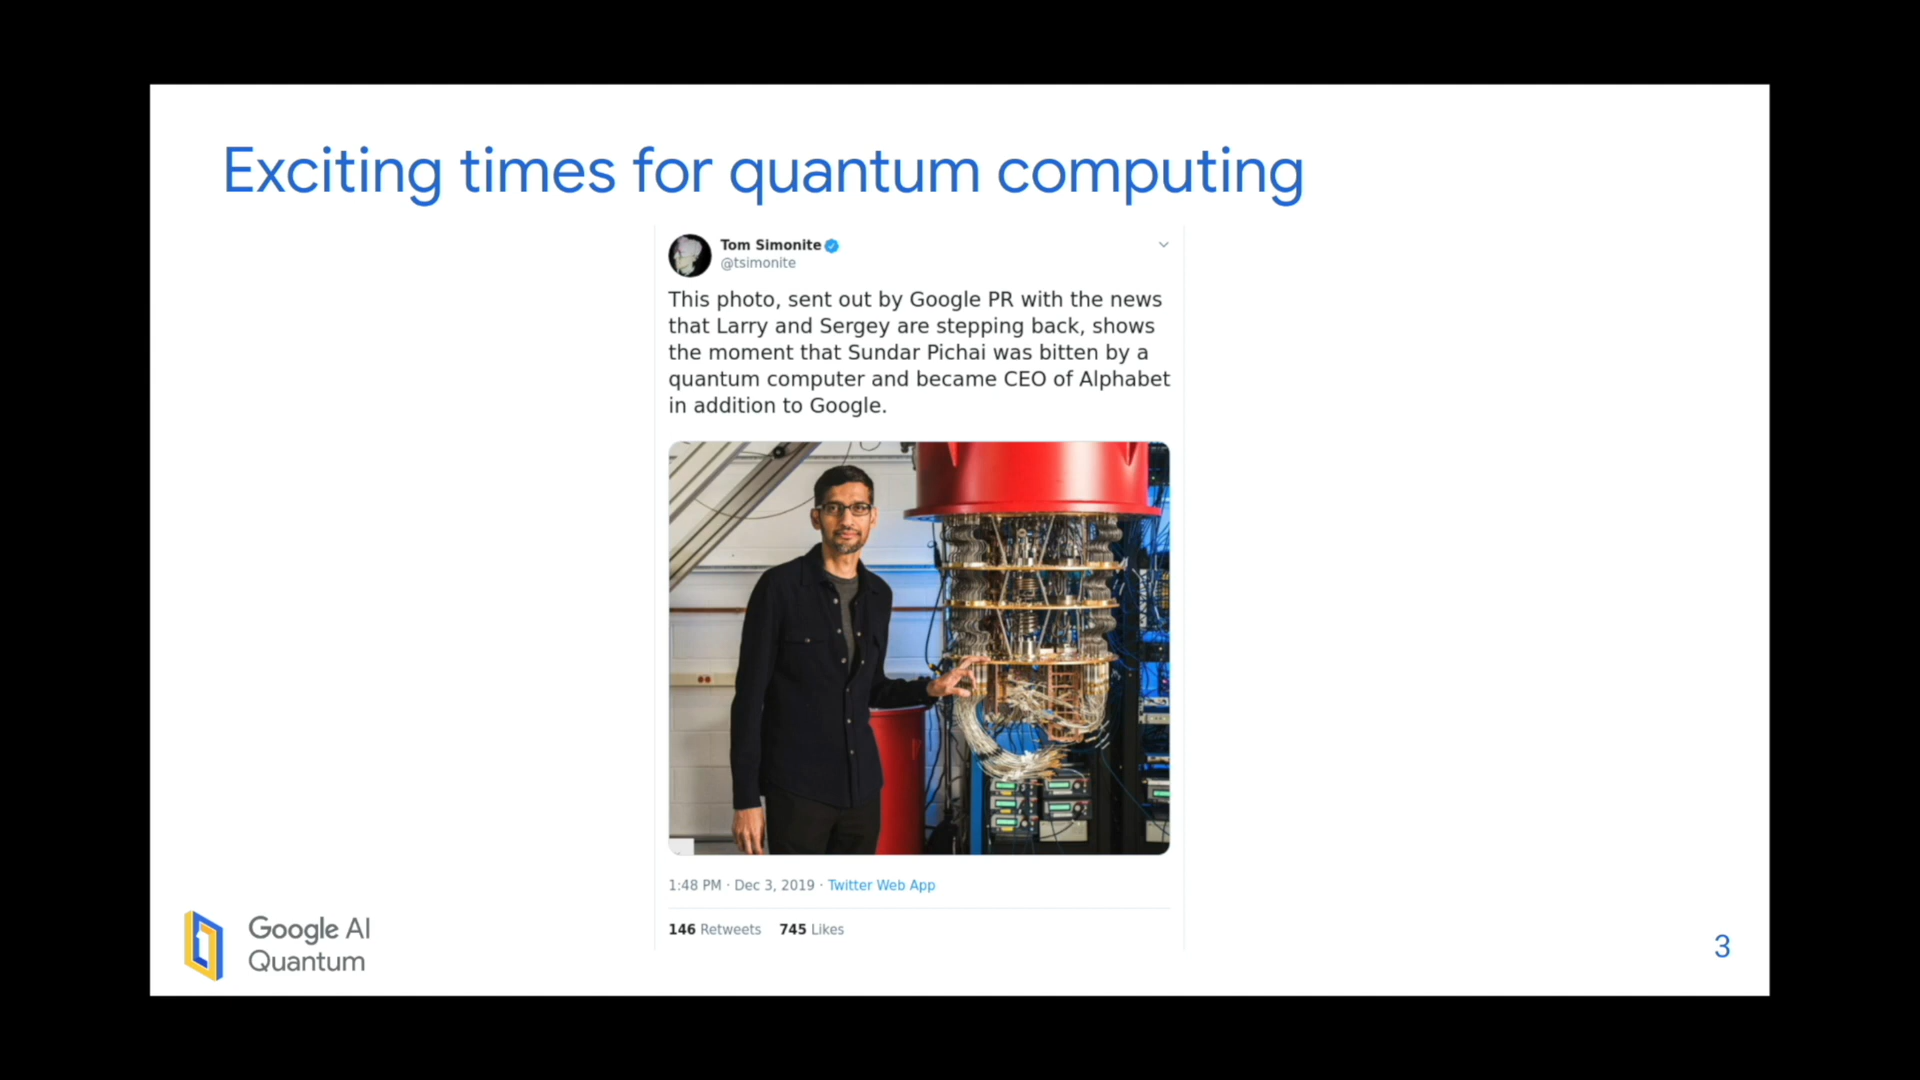 Exciting times for quantum computing
Tom Simonite
@tsimonite
This photo, sent out by Google PR with the news
that Larry and Sergey are stepping back, shows
the moment that Sundar Pichai was bitten by a
quantum computer and became CEO of Alphabet
in addition to Google.
1:48 PM · Dec 3, 2019 · Twitter Web App
146 Retweets 745 Likes
Google AI
Quantum
3